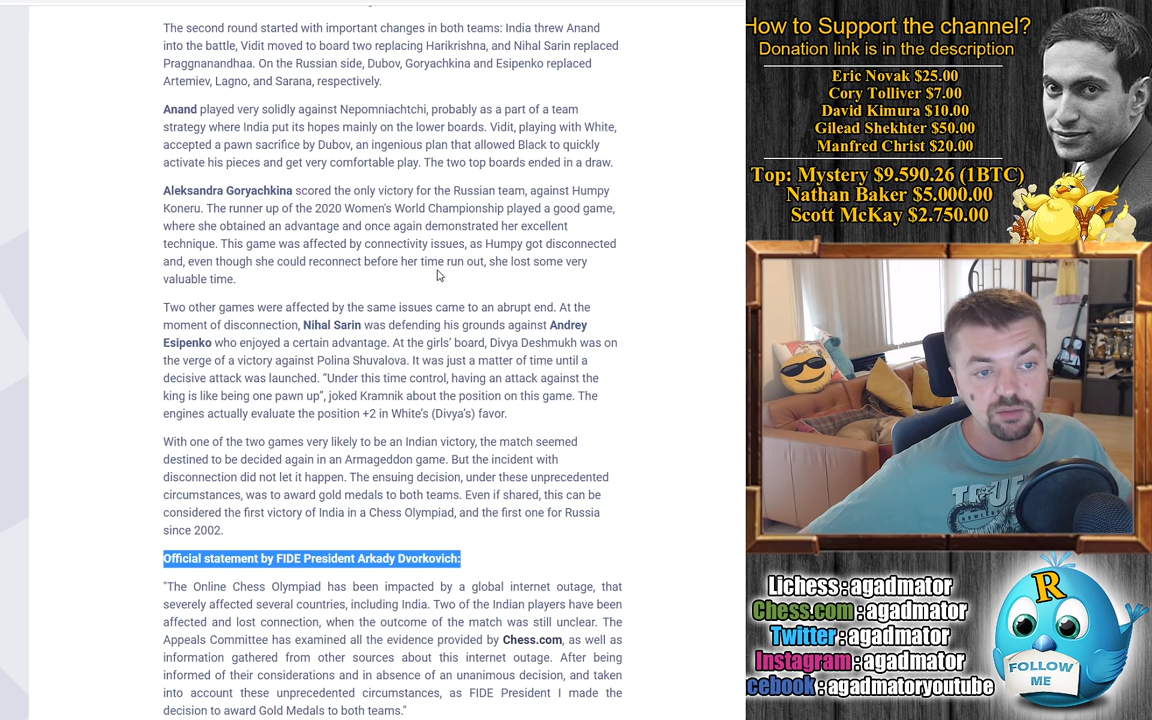 The second round started with important changes in both teams: India threw Anand
into the battle, Vidit moved to board two replacing Harikrishna, and Nihal Sarin replaced
Praggnanandhaa. On the Russian side, Dubov, Goryachkina and Esipenko replaced
Artemiev, Lagno, and Sarana, respectively.
Anand played very solidly against Nepomniachtchi, probably as a part of a team
strategy where India put its hopes mainly on the lower boards. Vidit, playing with White,
accepted a pawn sacrifice by Dubov, an ingenious plan that allowed Black to quickly
activate his pieces and get very comfortable play. The two top boards ended in a draw.
Aleksandra Goryachkina scored the only victory for the Russian team, against Humpy
Koneru. The runner up of the 2020 Women's World Championship played a good game,
where she obtained an advantage and once again demonstrated her excellent
technique. This game was affected by connectivity issues, as Humpy got disconnected
and, even though she could reconnect before her time run out, she lost some very
valuable time.
Two other games were affected by the same issues came to an abrupt end. At the
moment of disconnection, Nihal Sarin was defending his grounds against Andrey
Esipenko who enjoyed a certain advantage. At the girls' board, Divya Deshmukh was on
the verge of a victory against Polina Shuvalova. It was just a matter of time until a
decisive attack was launched. “Under this time control, having an attack against the
king is like being one pawn up”, joked Kramnik about the position on this game. The
engines actually evaluate the position +2 in White's (Divya's) favor.
With one of the two games very likely to be an Indian victory, the match seemed
destined to be decided again in an Armageddon game. But the incident with
disconnection did not let it happen. The ensuing decision, under these unprecedented
circumstances, was to award gold medals to both teams. Even if shared, this can be
considered the first victory of India in a Chess Olympiad, and the first one for Russia
since 2002.
Official statement by FIDE President Arkady Dvorkovich:
"The Online Chess Olympiad has been impacted by a global internet outage, that
severely affected several countries, including India. Two of the Indian players have been
affected and lost connection, when the outcome of the match was still unclear. The
Appeals Committee has examined all the evidence provided by Chess.com, as well as
information gathered from other sources about this internet outage. After being
informed of their considerations and in absence of an unanimous decision, and taken
into account these unprecedented circumstances, as FIDE President I made the
decision to award Gold Medals to both teams."
How to Support the channel?
Donation link is in the description
Eric Novak $25.00
Cory Tolliver $7.00
David Kimura $10.00
Gilead Shekhter $50.00
Manfred Christ $20.00
Top: Mystery $9.590.26 (1BTC)
Nathan Baker $5.000.00
Scott McKay $2.750.00
Lichess:agadmator
Chess.com:agadmator
Twitter:agadmator
Instagram:agadmator
cebook:agadmatoryoutube
R
FOLLOW
ME